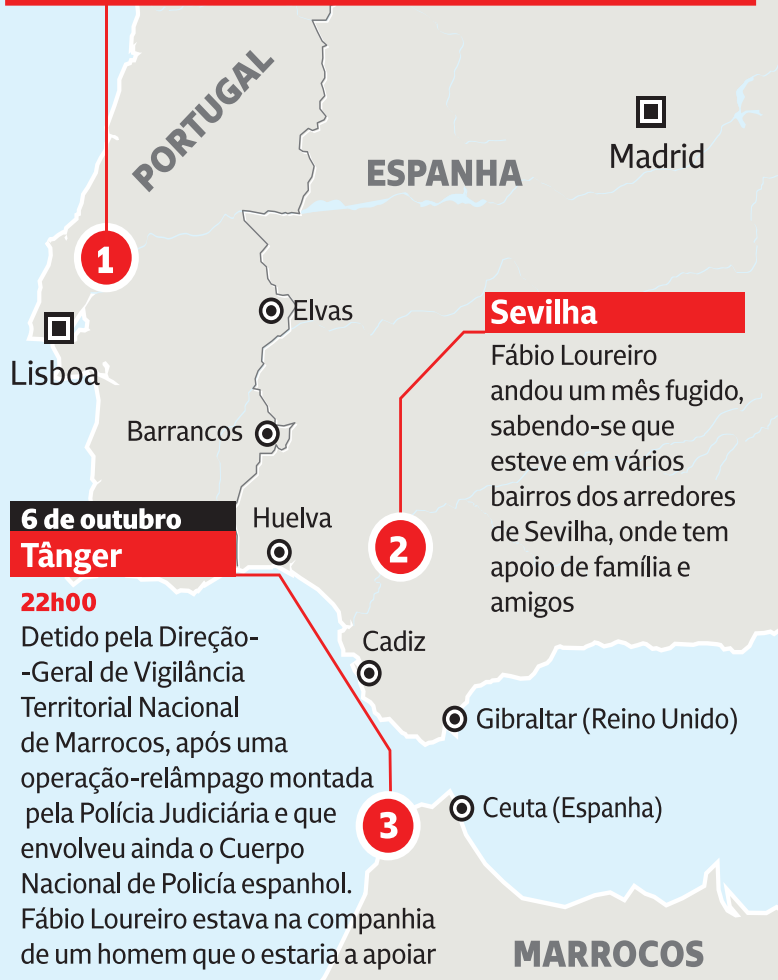 PORTUGAL
ESPANHA
Madrid
1
Elvas
Lisboa
Barrancos
Sevilha
Fábio Loureiro
andou um mês fugido,
sabendo-se que
esteve em vários
bairros dos arredores
de Sevilha, onde tem
apoio de família e
amigos
2
Huelva
6 de outubro
Tânger
22h00
Detido pela Direção-
-Geral de Vigilância
Territorial Nacional
de Marrocos, após uma
operação-relâmpago montada
pela Polícia Judiciária e que
envolveu ainda o Cuerpo
Nacional de Policía espanhol.
Fábio Loureiro estava na companhia
de um homem que o estaria a apoiar
Cadiz
Gibraltar (Reino Unido)
Ceuta (Espanha)
3
MARROCOS